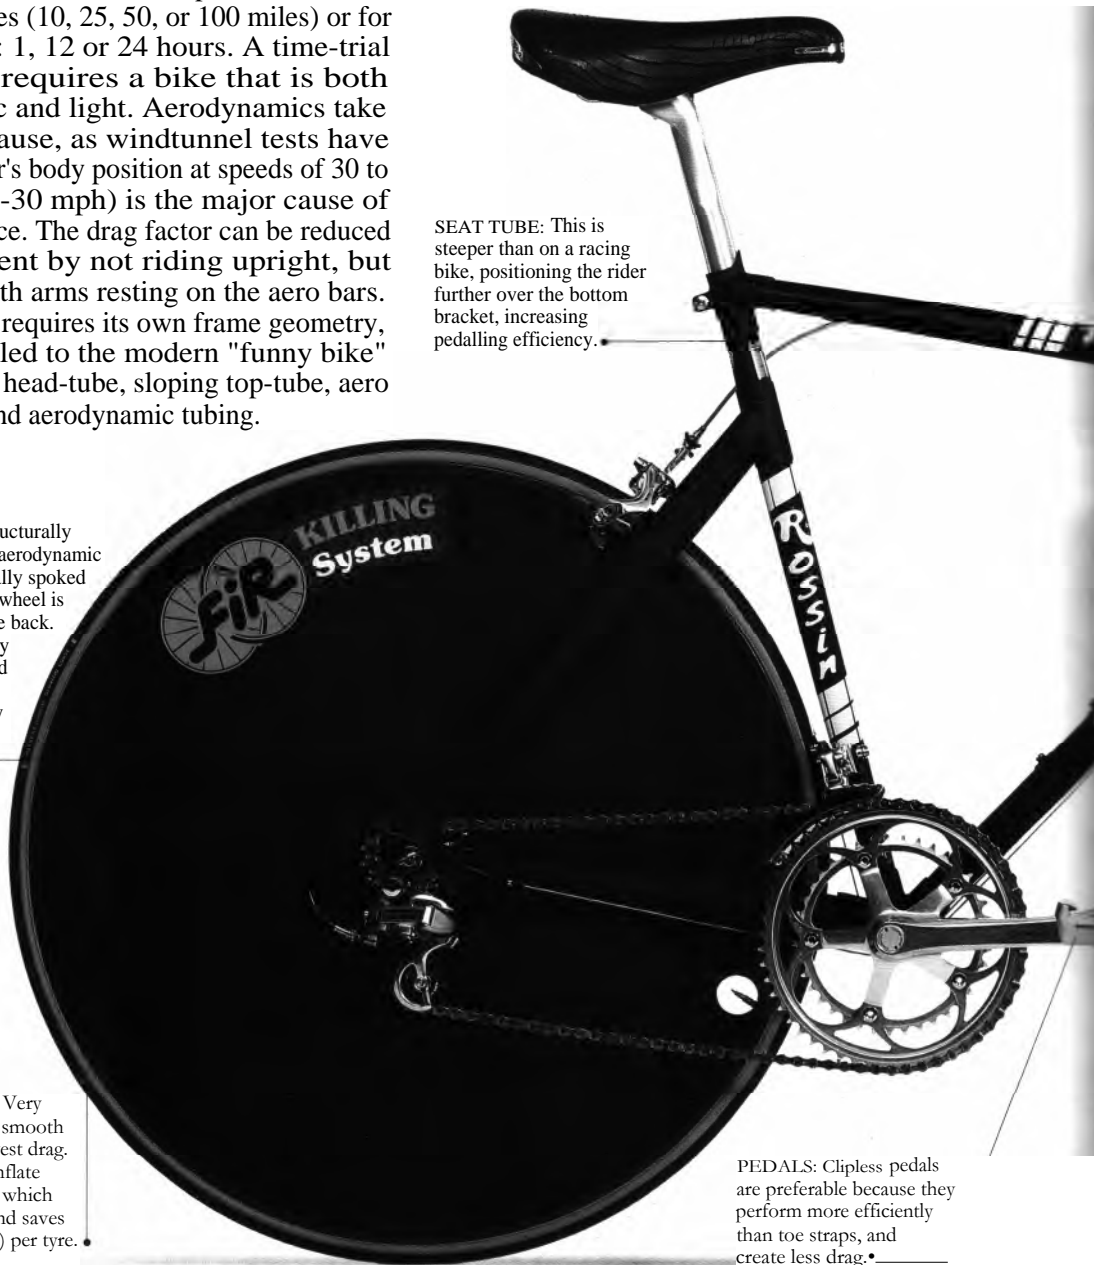 es (10, 25, 50, or 100 miles) or for
: 1, 12 or 24 hours. A time-trial
requires a bike that is both
c and light. Aerodynamics take
ause, as windtunnel tests have
r's body position at speeds of 30 to
-30 mph) is the major cause of
ce. The drag factor can be reduced
ent by not riding upright, but
th arms resting on the aero bars.
requires its own frame geometry,
led to the modern "funny bike"
head-tube, sloping top-tube, aero
nd aerodynamic tubing.
SEAT TUBE: This is
steeper than on a racing
bike, positioning the rider
further over the bottom
bracket, increasing
pedalling efficiency.
ucturally
aerodynamic
ally spoked
wheel is
e back.
y
d
y
FiR
KILLING
System
Rossin
Very
smooth
est drag.
nflate
which
nd saves
) per tyre.
PEDALS: Clipless pedals
are preferable because they
perform more efficiently
than toe straps, and
create less drag.